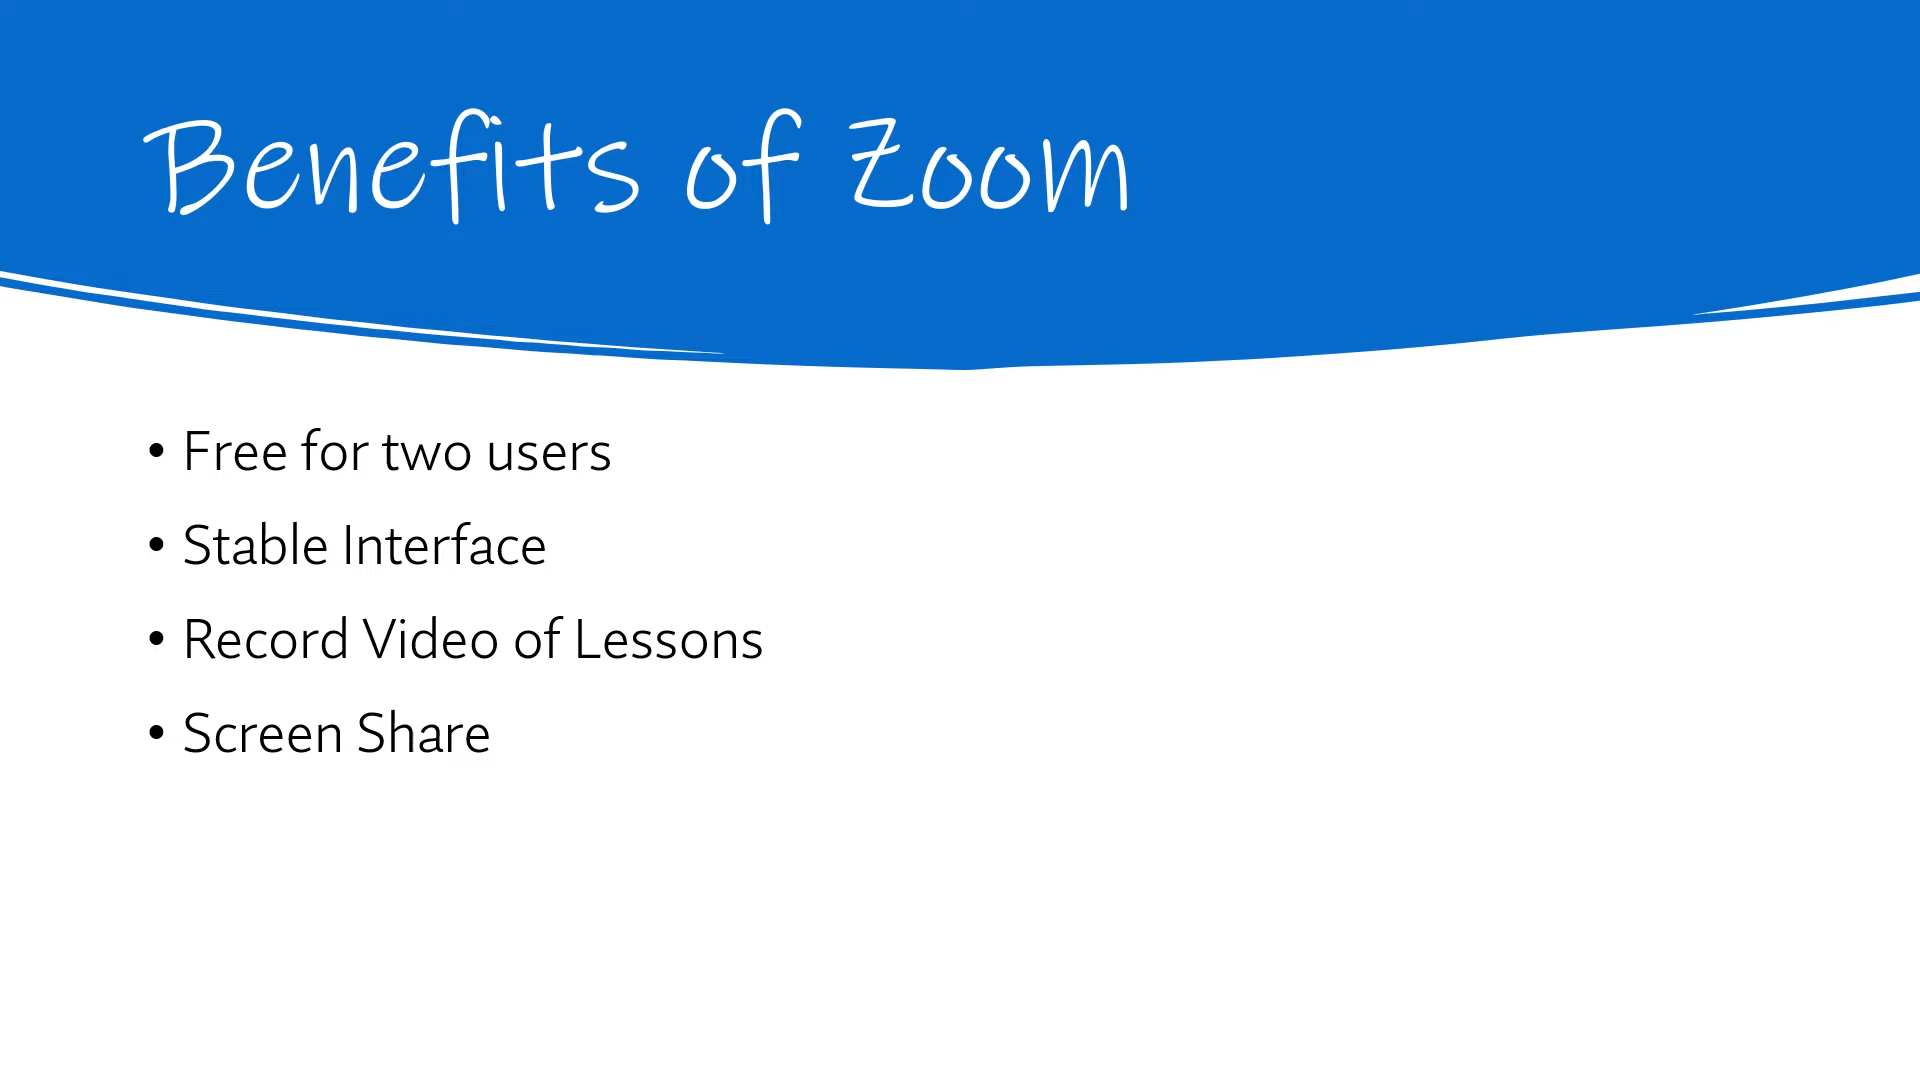 Benefits of Zoom
• Free for two users
• Stable Interface
• Record Video of Lessons
• Screen Share